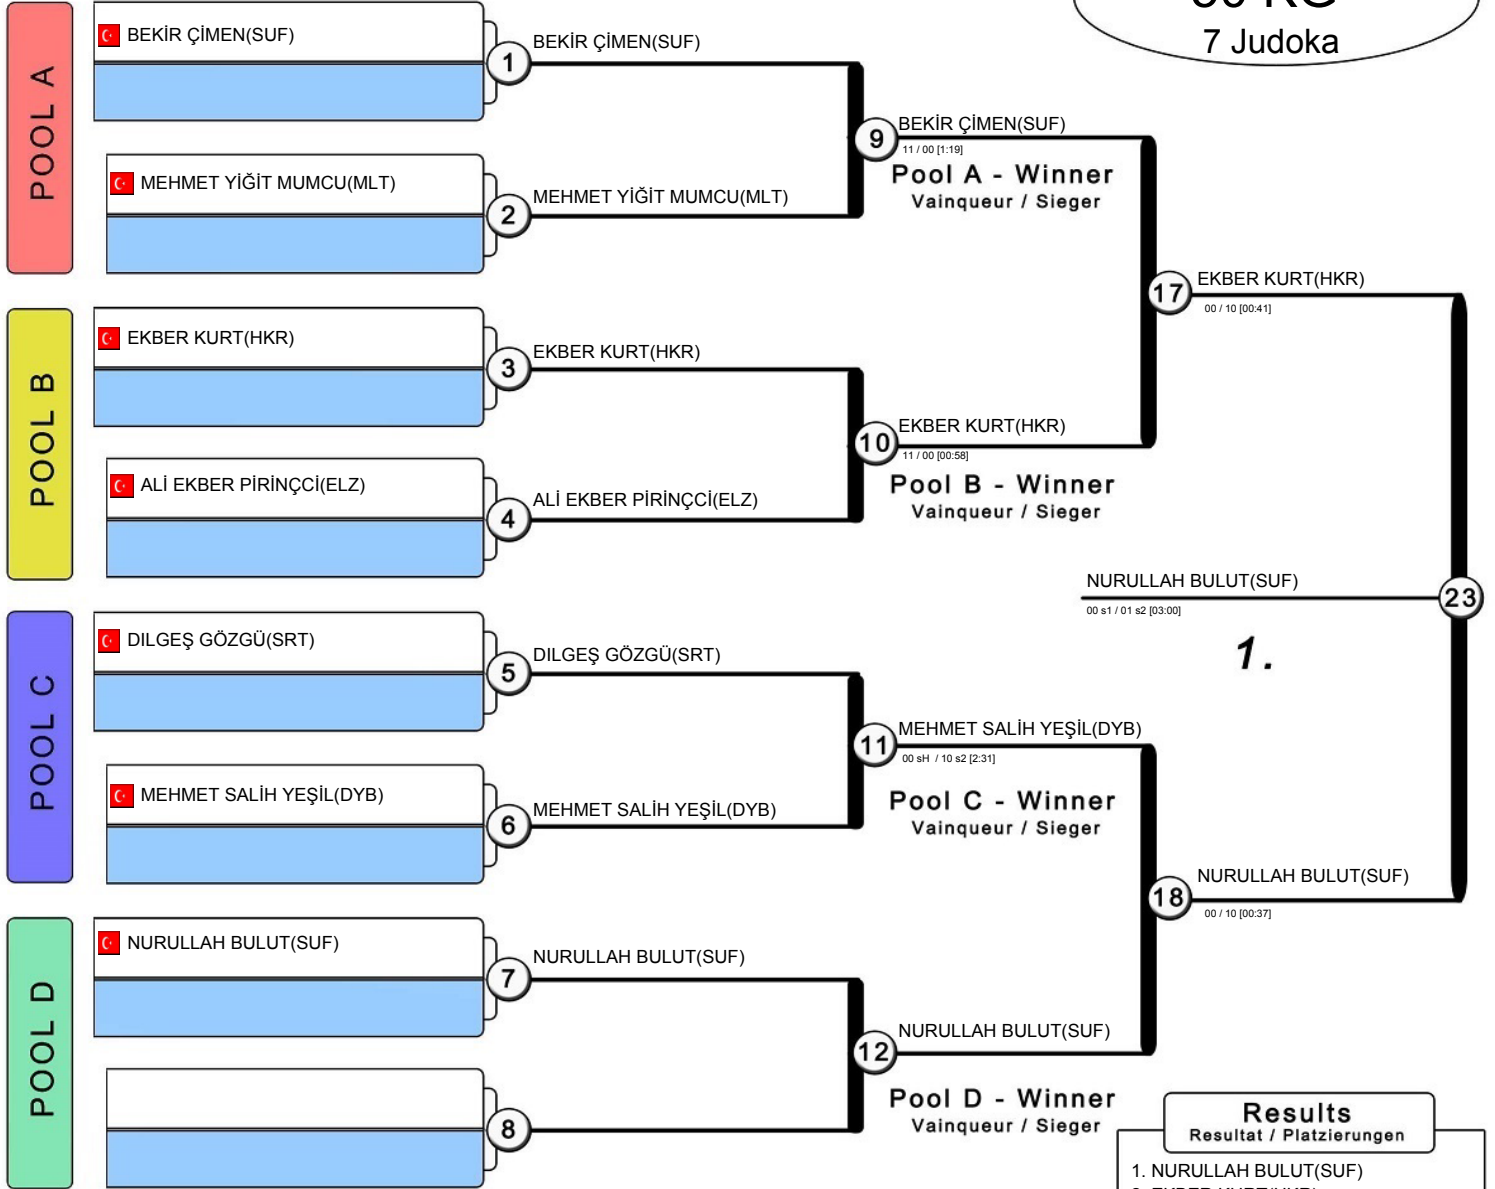 KG
7 Judoka
POOL A
BEKİR ÇİMEN(SUF)
1
BEKİR ÇİMEN(SUF)
MEHMET YİĞİT MUMCU(MLT)
2
MEHMET YİĞİT MUMCU(MLT)
9
BEKİR ÇİMEN(SUF)
11 / 00 [1:19]
Pool A - Winner
Vainqueur / Sieger
POOL B
EKBER KURT(HKR)
3
EKBER KURT(HKR)
ALİ EKBER PİRİNÇCİ(ELZ)
4
ALİ EKBER PİRİNÇCİ(ELZ)
10
EKBER KURT(HKR)
11 / 00 [00:58]
Pool B - Winner
Vainqueur / Sieger
17
EKBER KURT(HKR)
00 / 10 [00:41]
POOL C
DILGEŞ GÖZGÜ(SRT)
5
DILGEŞ GÖZGÜ(SRT)
MEHMET SALİH YEŞİL(DYB)
6
MEHMET SALİH YEŞİL(DYB)
11
MEHMET SALİH YEŞİL(DYB)
00 sH / 10 s2 [2:31]
Pool C - Winner
Vainqueur / Sieger
POOL D
NURULLAH BULUT(SUF)
7
NURULLAH BULUT(SUF)
8
12
NURULLAH BULUT(SUF)
Pool D - Winner
Vainqueur / Sieger
18
NURULLAH BULUT(SUF)
00 / 10 [00:37]
NURULLAH BULUT(SUF)
23
00 s1 / 01 s2 [03:00]
1.
Results
Resultat / Platzierungen
1. NURULLAH BULUT(SUF)